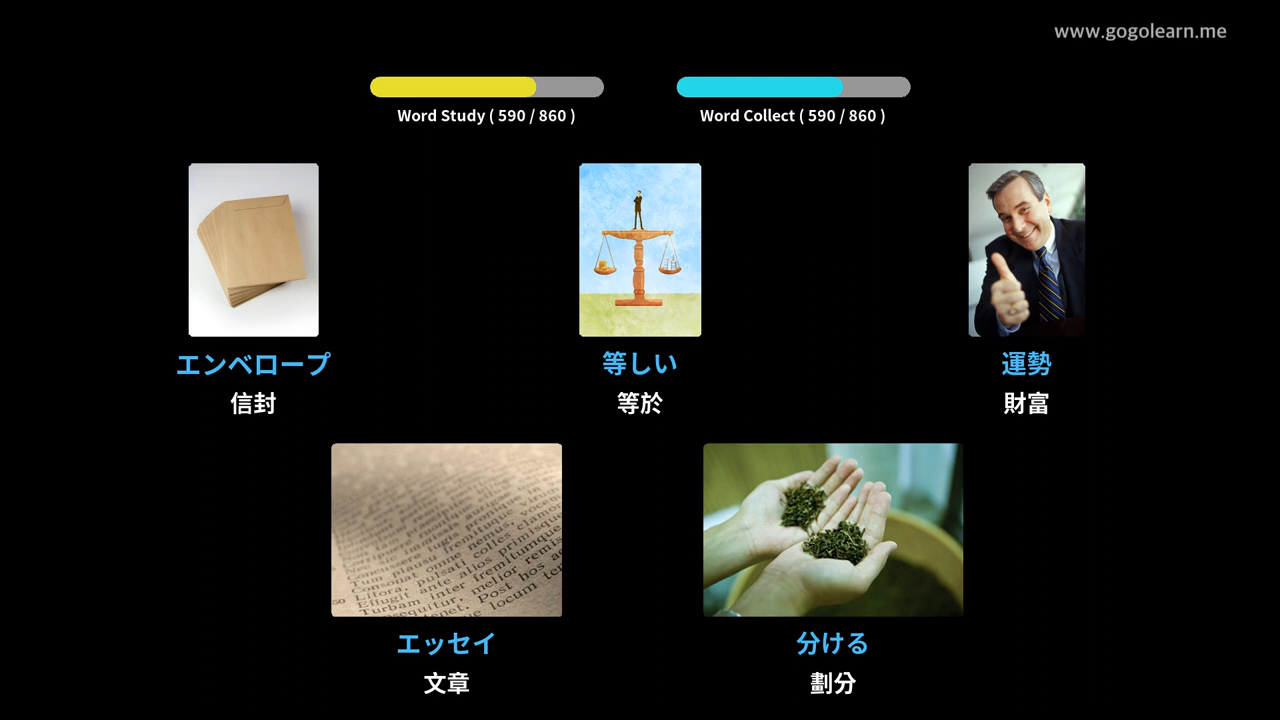 www.gogolearn.me
Word Study ( 590 / 860 )
Word Collect ( 590 / 860 )
エンベロープ
信封
等しい
等於
運勢
財富
エッセイ
文章
分ける
劃分